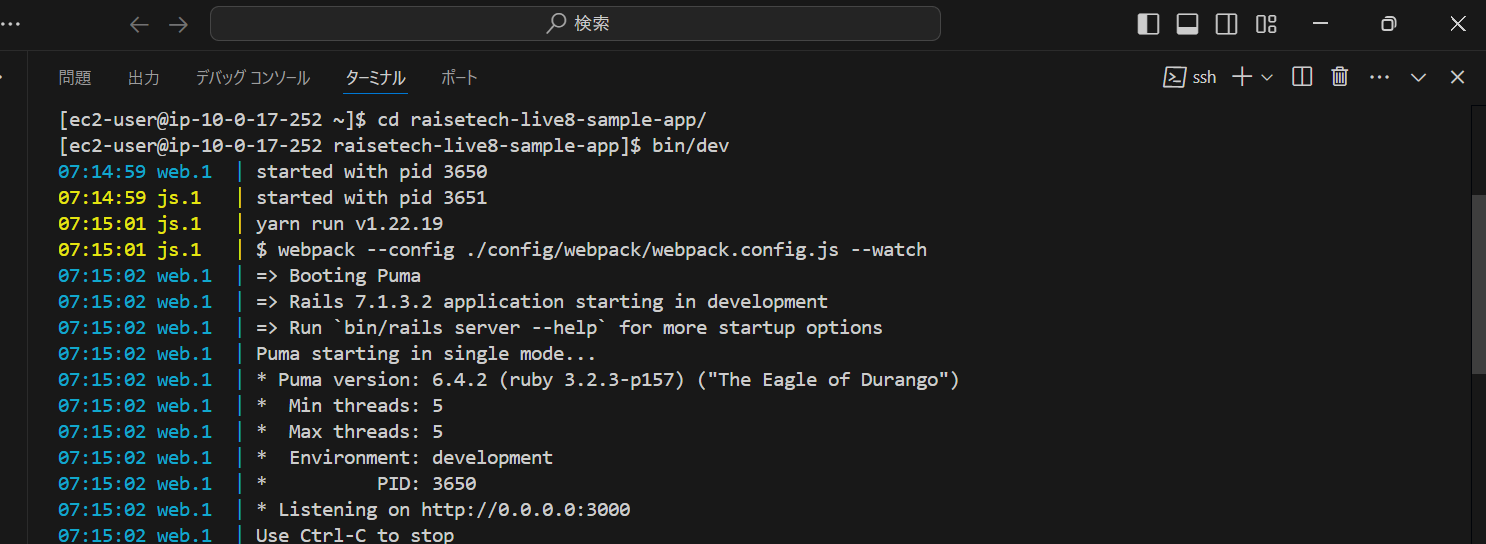 検索
問題 出力 デバッグ コンソール ターミナル ポート ssh
[ec2-user@ip-10-0-17-252 ~]$ cd raisetech-live8-sample-app/
[ec2-user@ip-10-0-17-252 raisetech-live8-sample-app]$ bin/dev
07:14:59 web.1  | started with pid 3650
07:14:59 js.1   | started with pid 3651
07:15:01 js.1   | yarn run v1.22.19
07:15:01 js.1   | $ webpack --config ./config/webpack/webpack.config.js --watch
07:15:02 web.1  | => Booting Puma
07:15:02 web.1  | => Rails 7.1.3.2 application starting in development
07:15:02 web.1  | => Run `bin/rails server --help` for more startup options
07:15:02 web.1  | Puma starting in single mode...
07:15:02 web.1  | * Puma version: 6.4.2 (ruby 3.2.3-p157) ("The Eagle of Durango")
07:15:02 web.1  | *  Min threads: 5
07:15:02 web.1  | *  Max threads: 5
07:15:02 web.1  | *  Environment: development
07:15:02 web.1  | *          PID: 3650
07:15:02 web.1  | * Listening on http://0.0.0.0:3000
07:15:02 web.1  | Use Ctrl-C to stop